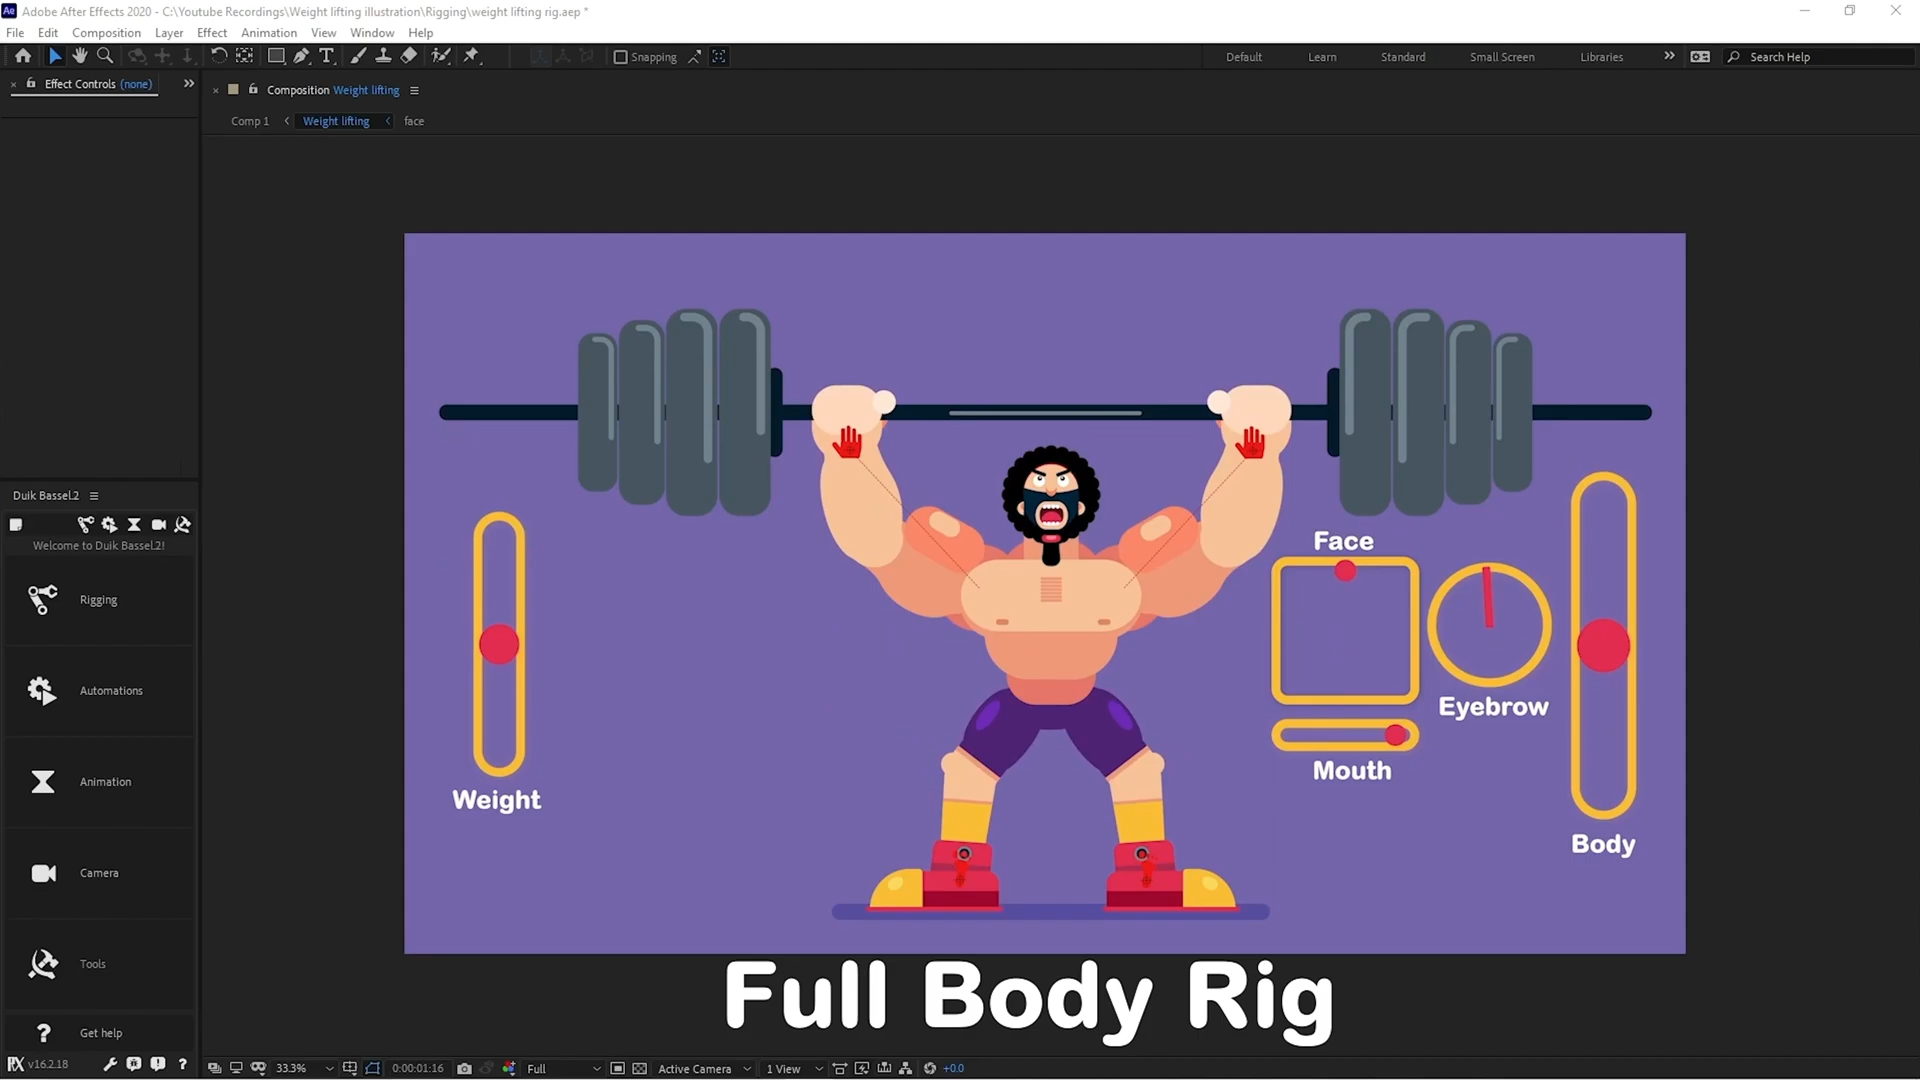 Ae Adobe After Effects 2020 - C:\Youtube Recordings\Weight lifting illustration\Rigging\weight lifting rig.aep *
File Edit Composition Layer Effect Animation View Window Help
Snapping
Default Learn Standard Small Screen Libraries Search Help
Effect Controls (none)
Composition Weight lifting
Comp 1 Weight lifting face
Duik Bassel.2
Welcome to Duik Bassel.2!
Rigging
Automations
Animation
Camera
Tools
Get help
v16.2.18
Weight
Face
Eyebrow
Mouth
Body
Full Body Rig
33.3% 0:00:01:16 Full Active Camera 1 View +0.0